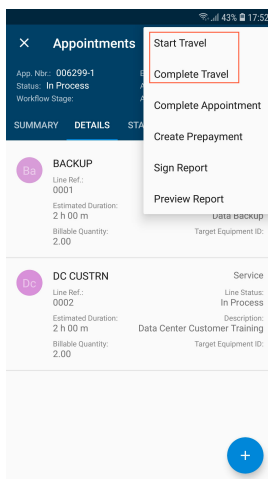 43% 17:52
Appointments
Start Travel
App. Nbr.: 006299-1
Status: In Process
Workflow Stage:
Complete Travel
Complete Appointment
SUMMARY DETAILS STA
Create Prepayment
Sign Report
Preview Report
Ba BACKUP
Line Ref.:
0001
Estimated Duration:
2 h 00 m Data Backup
Billable Quantity: Target Equipment ID:
2.00
Dc DC CUSTRN Service
Line Ref.: Line Status:
0002 In Process
Estimated Duration: Description:
2 h 00 m Data Center Customer Training
Billable Quantity: Target Equipment ID:
2.00